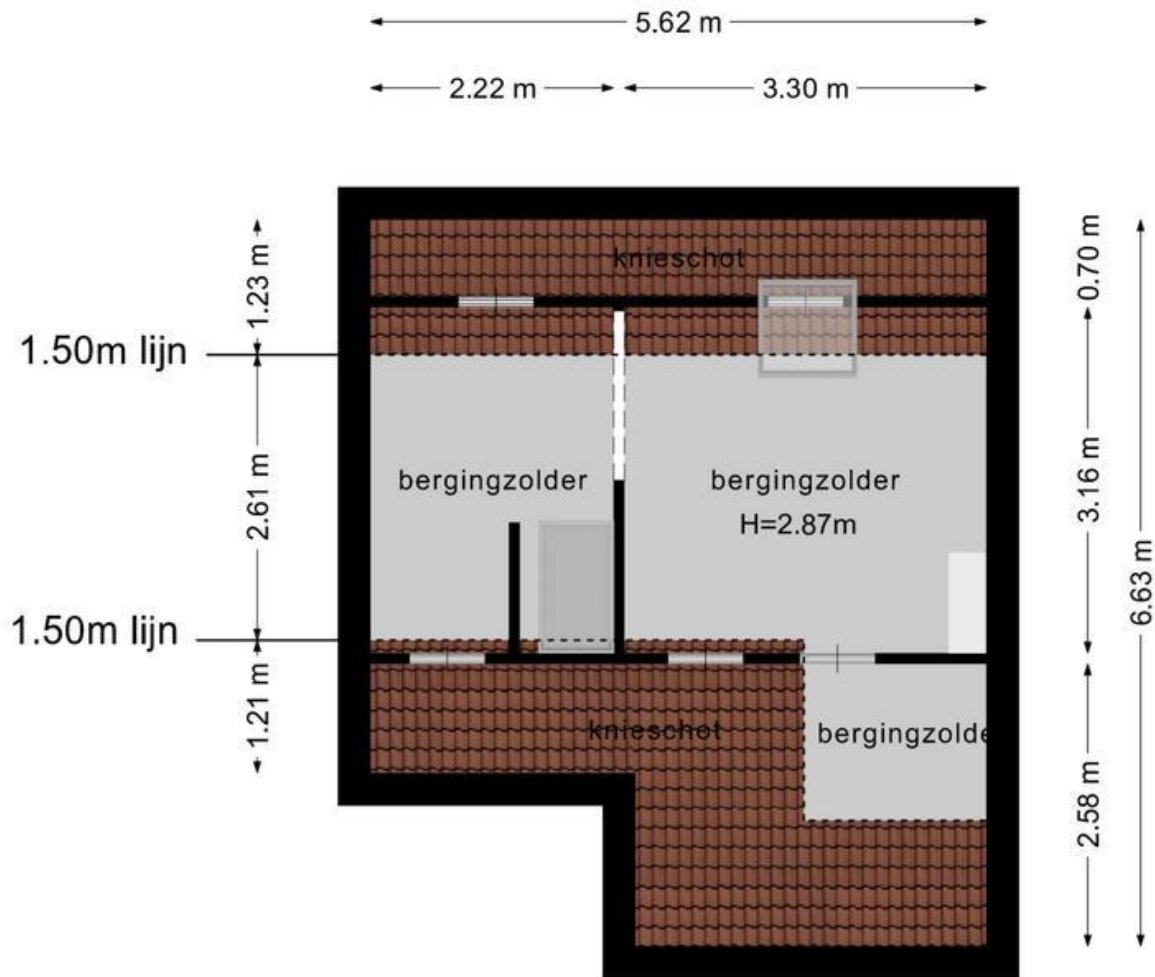 5.62 m
2.22 m
3.30 m
1.23 m
knieschot
0.70 m
1.50m lijn
2.61 m
bergingzolder
bergingzolder
H=2.87m
3.16 m
6.63 m
1.50m lijn
1.21 m
knieschot
bergingzolde
2.58 m